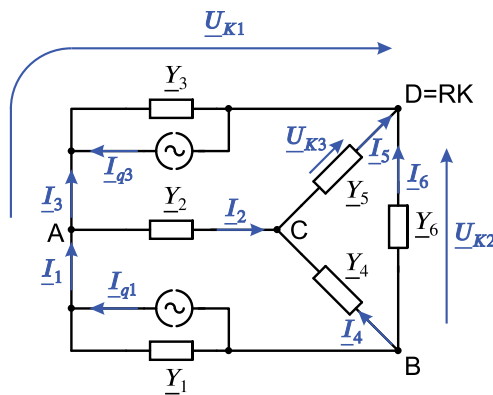 U_K1
Y_3
D=RK
I_q3
U_K3
I_5
Y_5
I_6
I_3
Y_2
I_2
A
C
Y_6
U_K2
I_1
I_q1
Y_4
I_4
B
Y_1